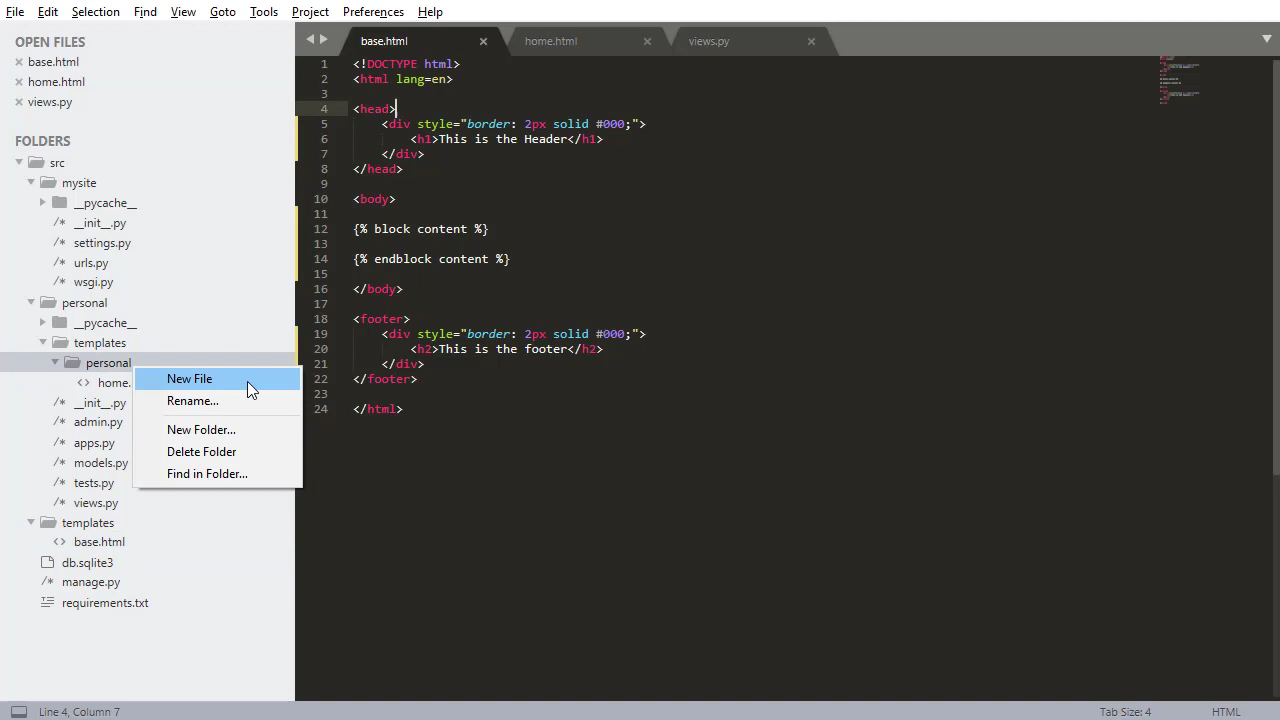 File Edit Selection Find View Goto Tools Project Preferences Help
OPEN FILES
base.html
home.html
views.py
FOLDERS
src
mysite
__pycache__
__init__.py
settings.py
urls.py
wsgi.py
personal
__pycache__
templates
personal
home.
__init__.py
admin.py
apps.py
models.py
tests.py
views.py
templates
base.html
db.sqlite3
manage.py
requirements.txt
New File
Rename...
New Folder...
Delete Folder
Find in Folder...
base.html home.html views.py
1 <!DOCTYPE html>
2 <html lang=en>
3
4 <head>
5 <div style="border: 2px solid #000;">
6 <h1>This is the Header</h1>
7 </div>
8 </head>
9
10 <body>
11
12 {% block content %}
13
14 {% endblock content %}
15
16 </body>
17
18 <footer>
19 <div style="border: 2px solid #000;">
20 <h2>This is the footer</h2>
21 </div>
22 </footer>
23
24 </html>
Line 4, Column 7 Tab Size: 4 HTML